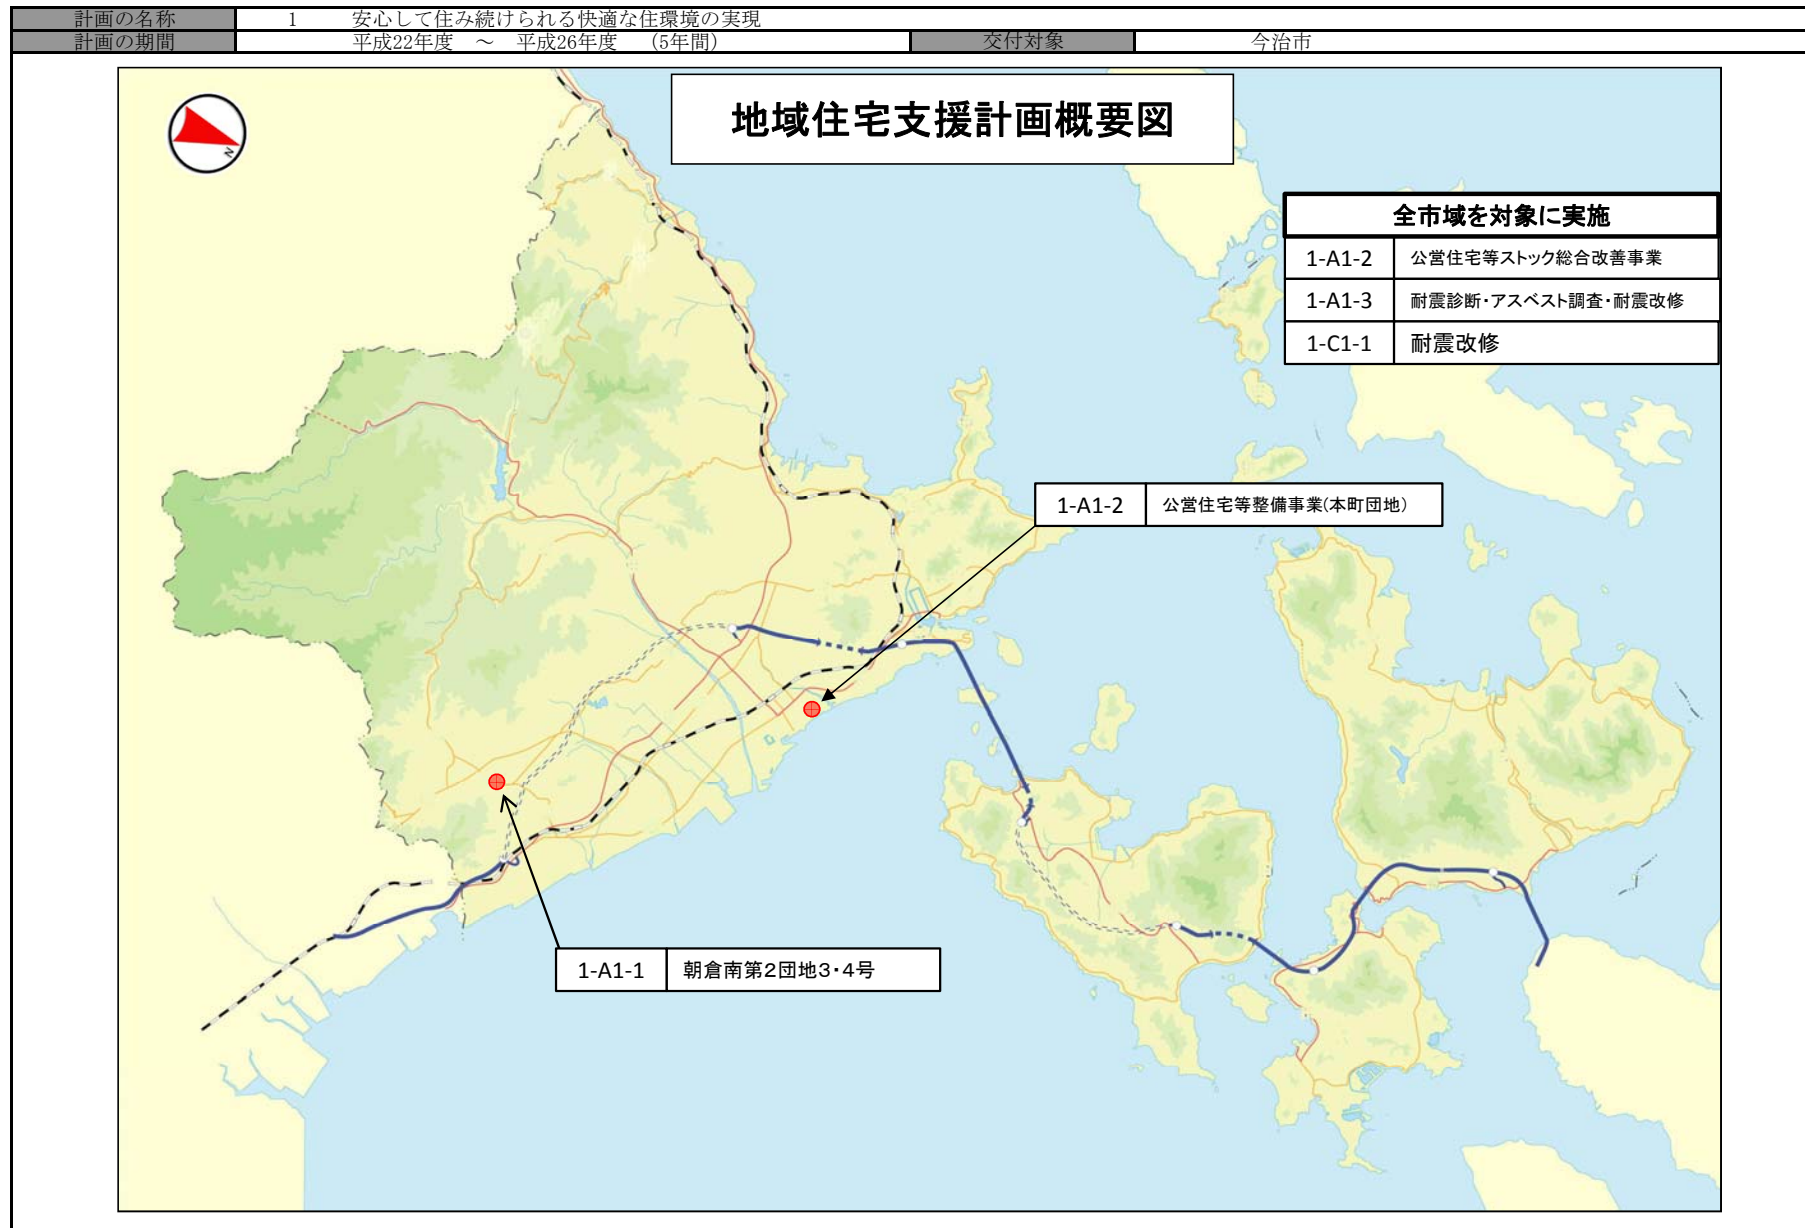 計画の名称 1 安心して住み続けられる快適な住環境の実現
計画の期間 平成22年度 ～ 平成26年度 (5年間) 交付対象 今治市
地域住宅支援計画概要図
N
全市域を対象に実施
1-A1-2 公営住宅等ストック総合改善事業
1-A1-3 耐震診断・アスベスト調査・耐震改修
1-C1-1 耐震改修
1-A1-2 公営住宅等整備事業(本町団地)
1-A1-1 朝倉南第2団地3・4号